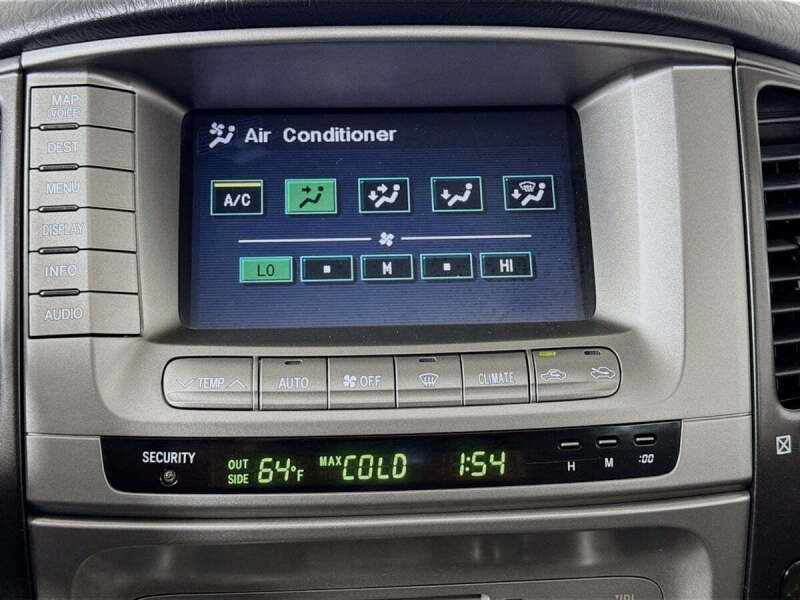 MAP
VOICE
DEST
MENU
DISPLAY
INFO
AUDIO
Air Conditioner
A/C
LO
M
HI
TEMP
AUTO
OFF
CLIMATE
SECURITY
OUT SIDE 64°F MAX COLD 1:54
H M :00